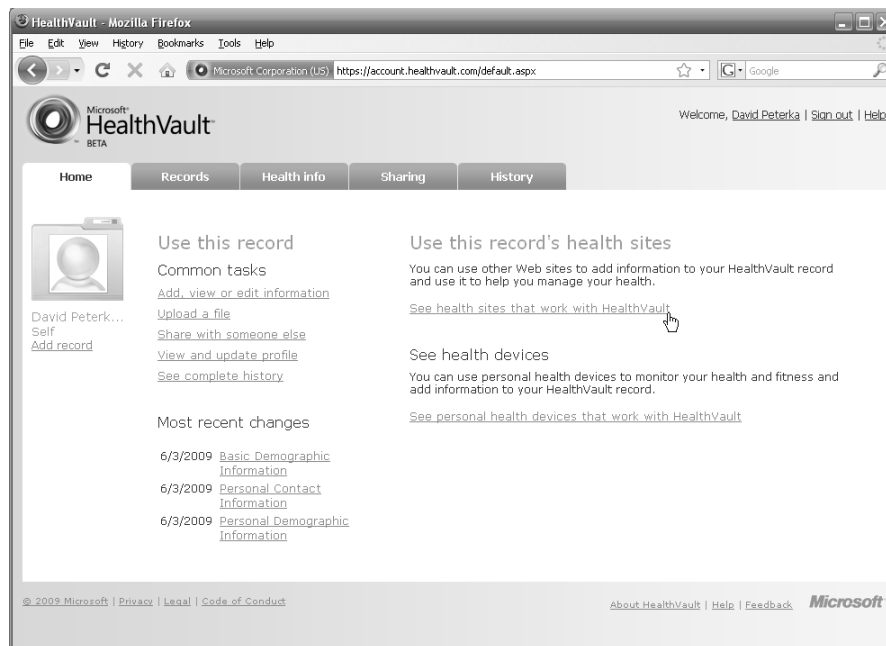 HealthVault - Mozilla Firefox
File Edit View History Bookmarks Tools Help
Microsoft Corporation (US) https://account.healthvault.com/default.aspx
G Google
Microsoft®
HealthVault™
BETA
Welcome, David Peterka | Sign out | Help
Home Records Health info Sharing History
David Peterk...
Self
Add record
Use this record
Common tasks
Add, view or edit information
Upload a file
Share with someone else
View and update profile
See complete history
Most recent changes
6/3/2009 Basic Demographic
Information
6/3/2009 Personal Contact
Information
6/3/2009 Personal Demographic
Information
Use this record's health sites
You can use other Web sites to add information to your HealthVault record
and use it to help you manage your health.
See health sites that work with HealthVault
See health devices
You can use personal health devices to monitor your health and fitness and
add information to your HealthVault record.
See personal health devices that work with HealthVault
© 2009 Microsoft | Privacy | Legal | Code of Conduct
About HealthVault | Help | Feedback Microsoft